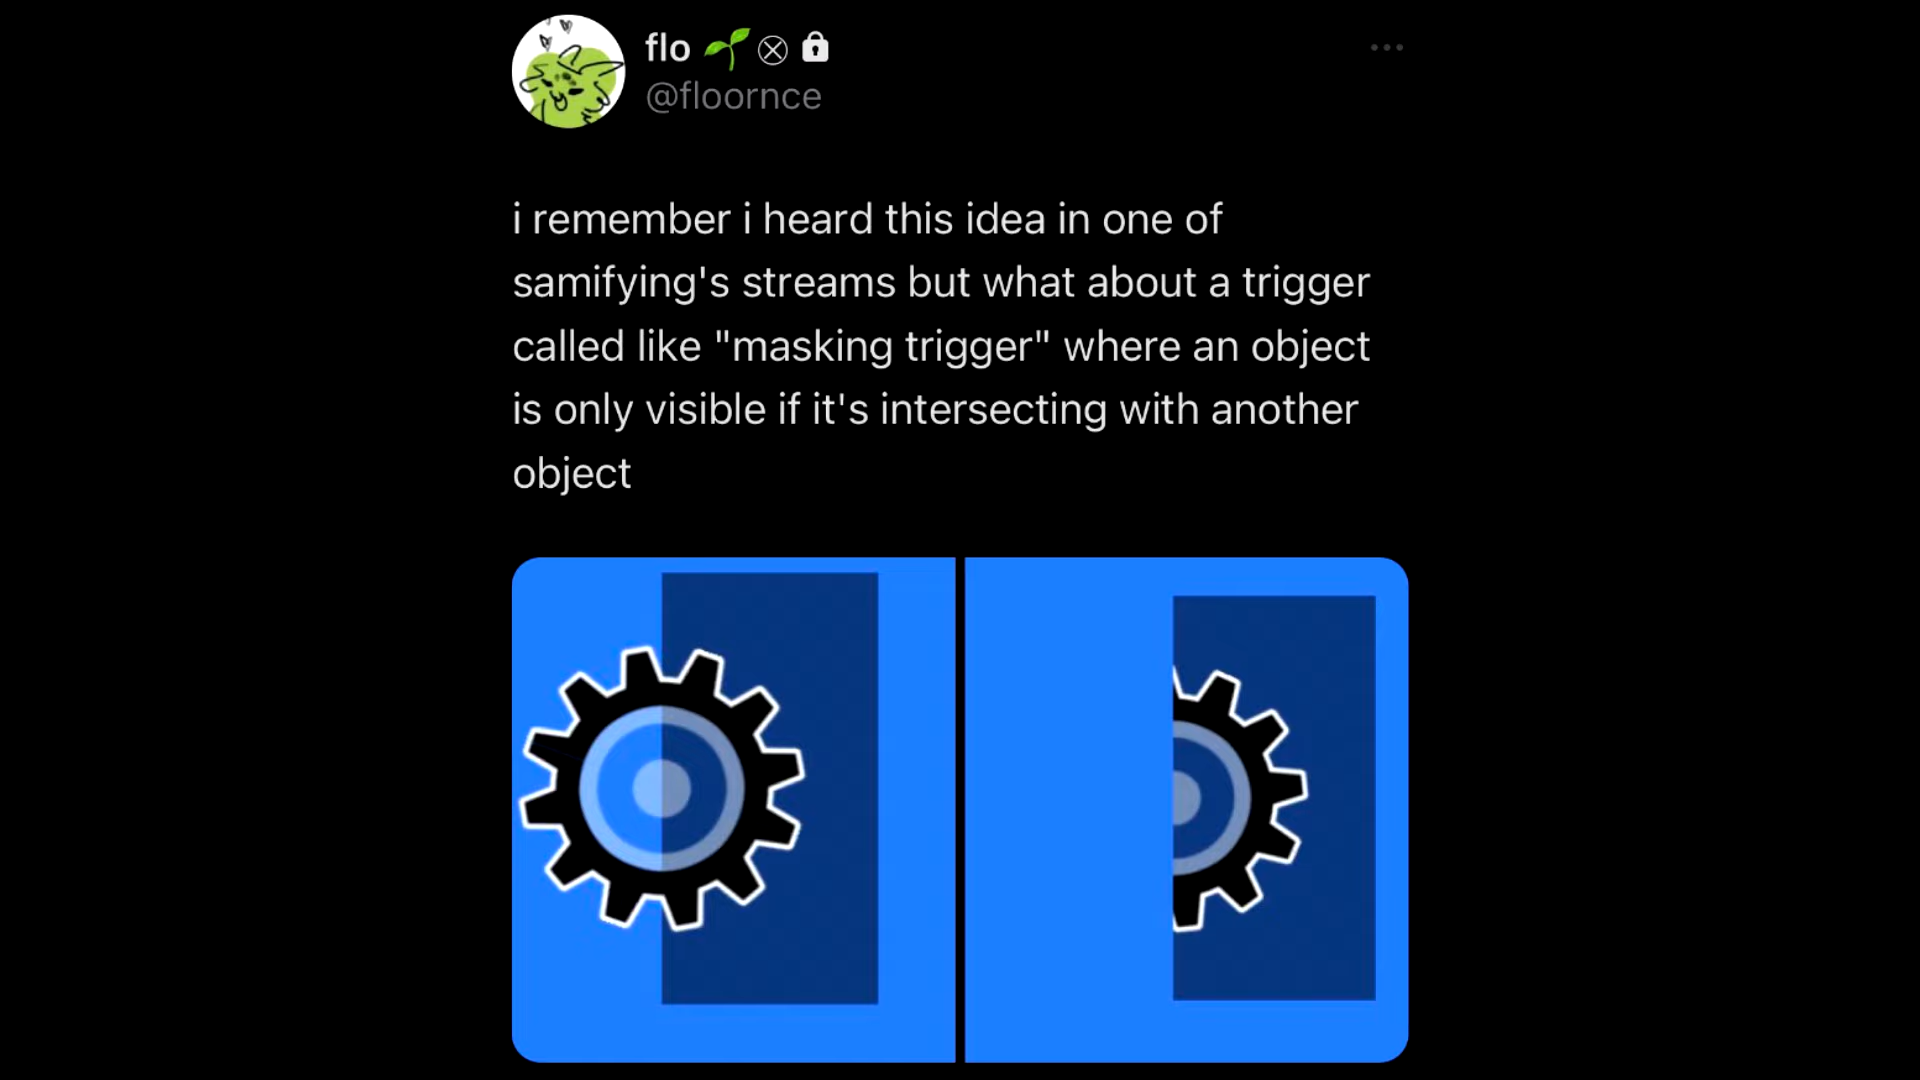 flo 🌱 ⓧ 🔒
@floornce
i remember i heard this idea in one of
samifying's streams but what about a trigger
called like "masking trigger" where an object
is only visible if it's intersecting with another
object